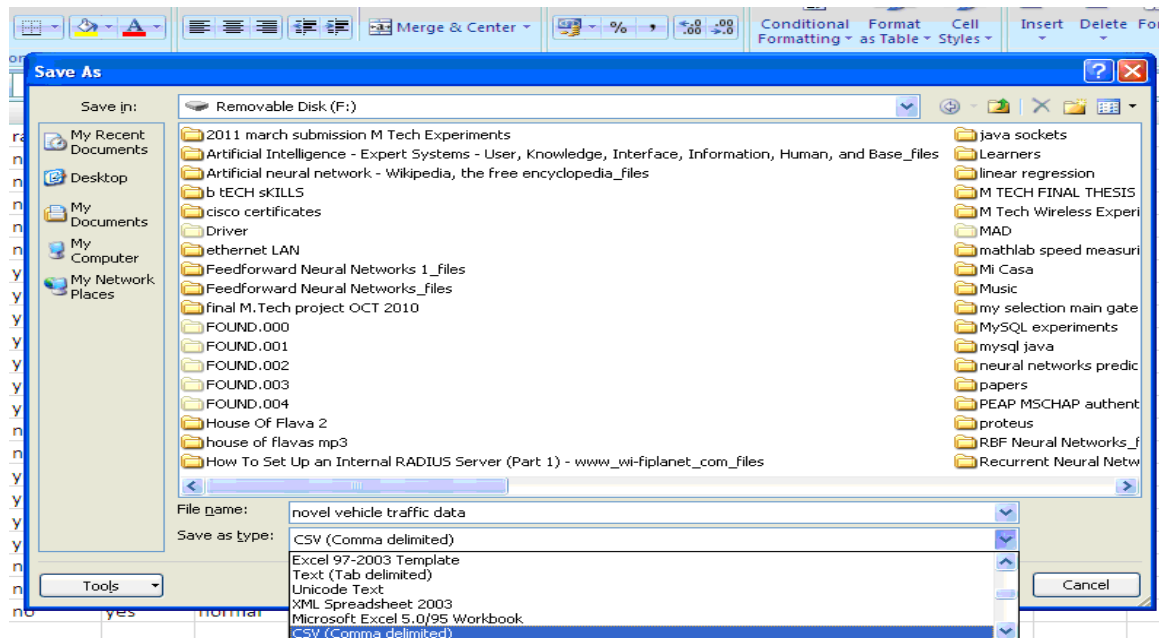 Merge & Center
%
,
.0 .00
.00 .0
Conditional Formatting
Format as Table
Cell Styles
Insert
Delete
Save As
Save in:
Removable Disk (F:)
My Recent Documents
Desktop
My Documents
My Computer
My Network Places
2011 march submission M Tech Experiments
Artificial Intelligence - Expert Systems - User, Knowledge, Interface, Information, Human, and Base_files
Artificial neural network - Wikipedia, the free encyclopedia_files
b tECH sKILLS
cisco certificates
Driver
ethernet LAN
Feedforward Neural Networks 1_files
Feedforward Neural Networks_files
final M.Tech project OCT 2010
FOUND.000
FOUND.001
FOUND.002
FOUND.003
FOUND.004
House Of Flava 2
house of flavas mp3
How To Set Up an Internal RADIUS Server (Part 1) - www_wi-fiplanet_com_files
java sockets
Learners
linear regression
M TECH FINAL THESIS
M Tech Wireless Experi
MAD
mathlab speed measuri
Mi Casa
Music
my selection main gate
MySQL experiments
mysql java
neural networks predic
papers
PEAP MSCHAP authent
proteus
RBF Neural Networks_f
Recurrent Neural Netw
File name:
novel vehicle traffic data
Save as type:
CSV (Comma delimited)
Excel 97-2003 Template
Text (Tab delimited)
Unicode Text
XML Spreadsheet 2003
Microsoft Excel 5.0/95 Workbook
CSV (Comma delimited)
Tools
Cancel
no yes normal